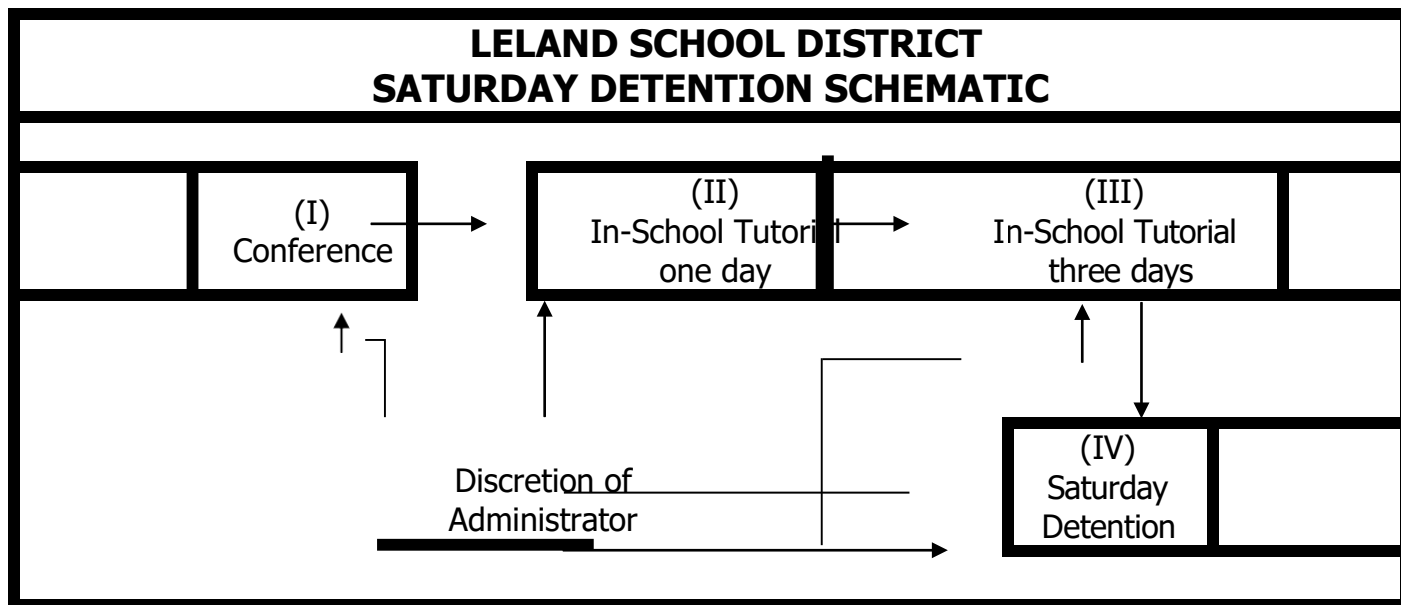 LELAND SCHOOL DISTRICT
SATURDAY DETENTION SCHEMATIC
(I)
Conference
(II)
In-School Tutorial
one day
(III)
In-School Tutorial
three days
Discretion of
Administrator
(IV)
Saturday
Detention